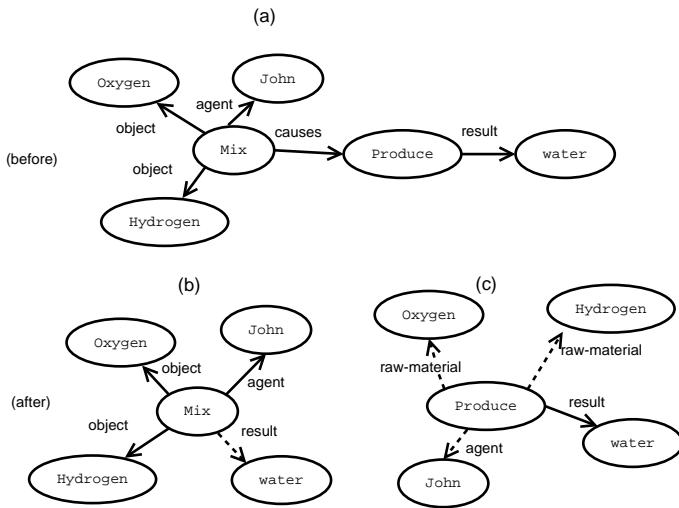 (a)
Oxygen
John
agent
object
causes
result
(before)
Mix
Produce
water
object
Hydrogen
(b)
(c)
Oxygen
John
object
agent
(after)
Mix
object
result
Hydrogen
water
Oxygen
Hydrogen
raw-material
raw-material
Produce
result
agent
water
John